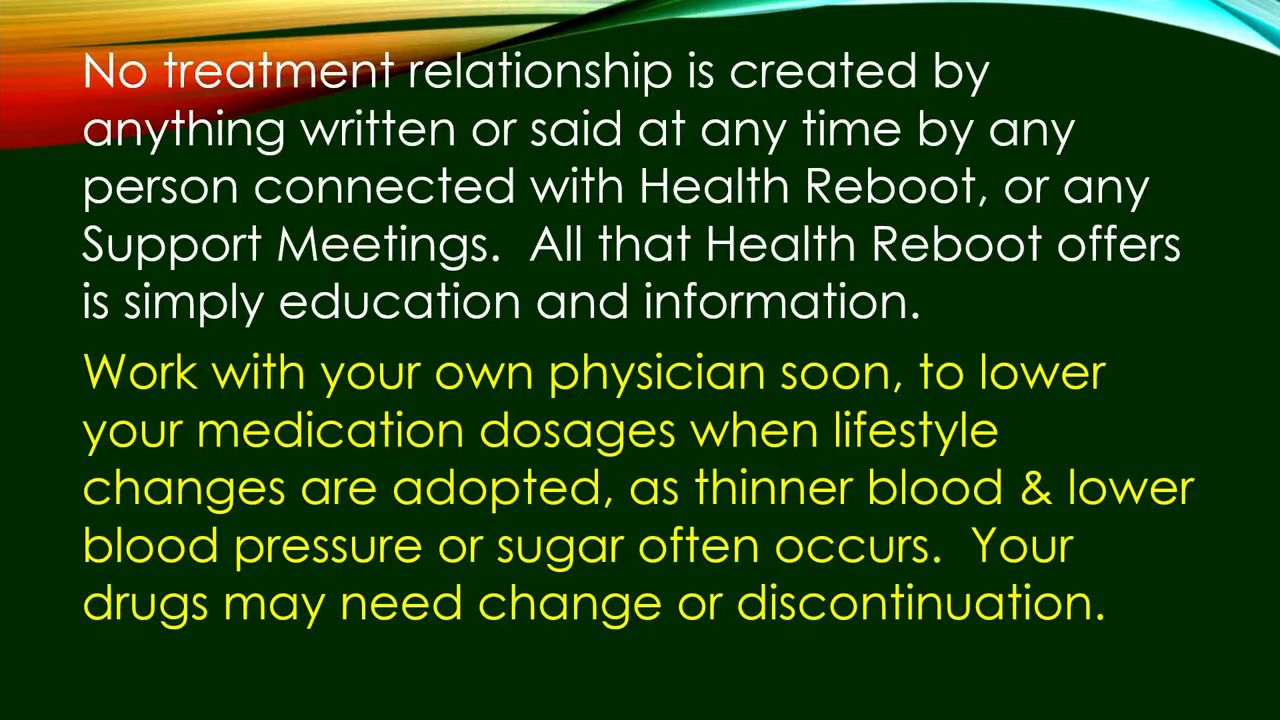 No treatment relationship is created by
anything written or said at any time by any
person connected with Health Reboot, or any
Support Meetings.  All that Health Reboot offers
is simply education and information.
Work with your own physician soon, to lower
your medication dosages when lifestyle
changes are adopted, as thinner blood & lower
blood pressure or sugar often occurs.  Your
drugs may need change or discontinuation.